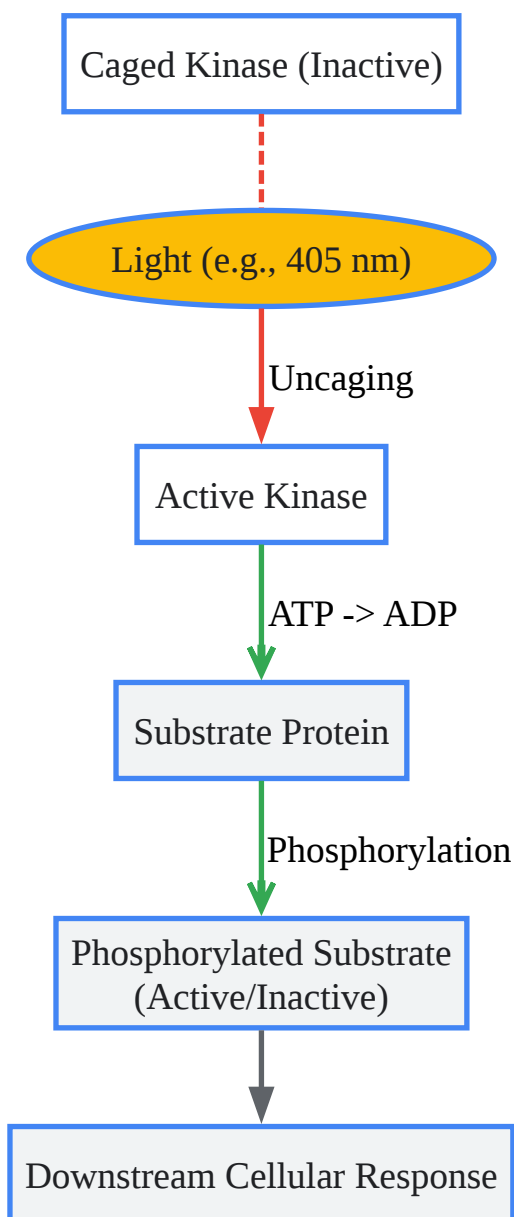 Caged Kinase (Inactive)
Light (e.g., 405 nm)
Uncaging
Active Kinase
ATP -> ADP
Substrate Protein
Phosphorylation
Phosphorylated Substrate
(Active/Inactive)
Downstream Cellular Response